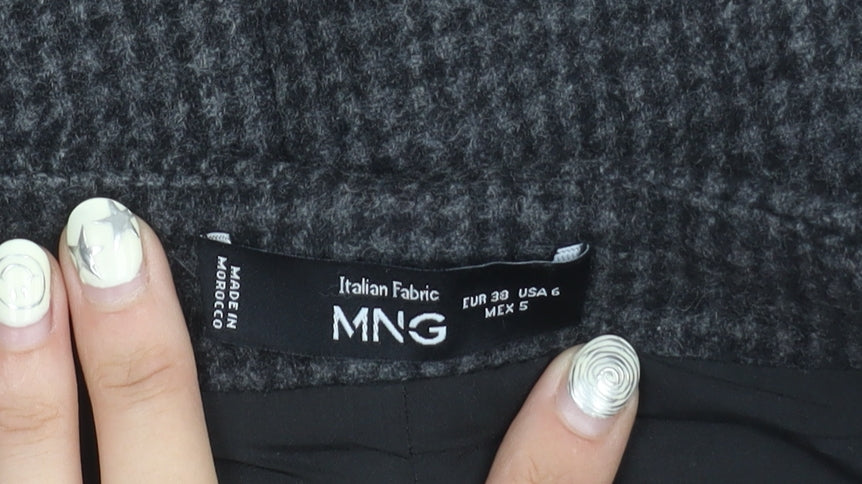 MADE IN
MOROCCO
Italian Fabric
MNG
EUR 38 USA 6
MEX 5